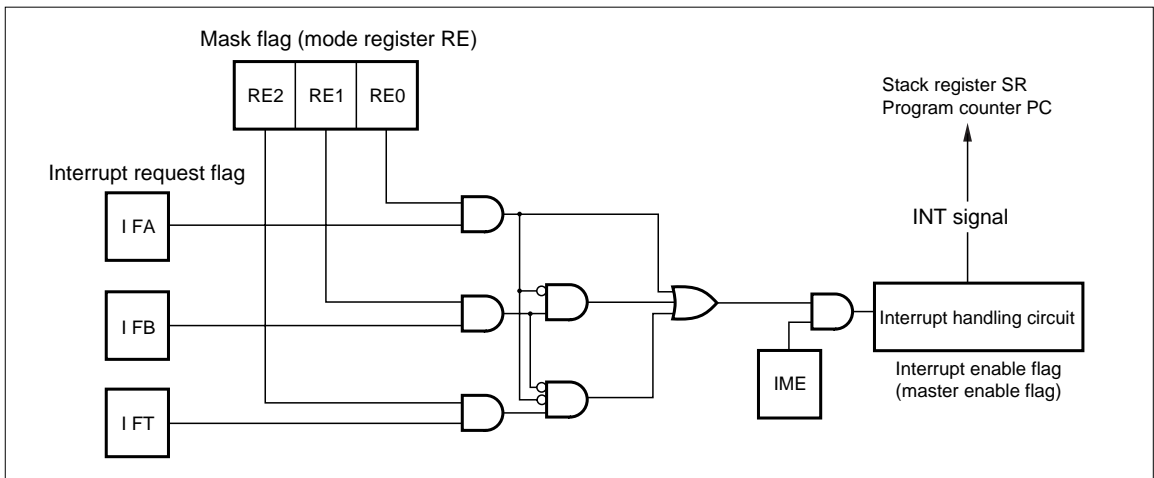 Mask flag (mode register RE)
RE2 RE1 RE0
Stack register SR
Program counter PC
Interrupt request flag
I FA
INT signal
I FB
Interrupt handling circuit
IME
Interrupt enable flag
(master enable flag)
I FT